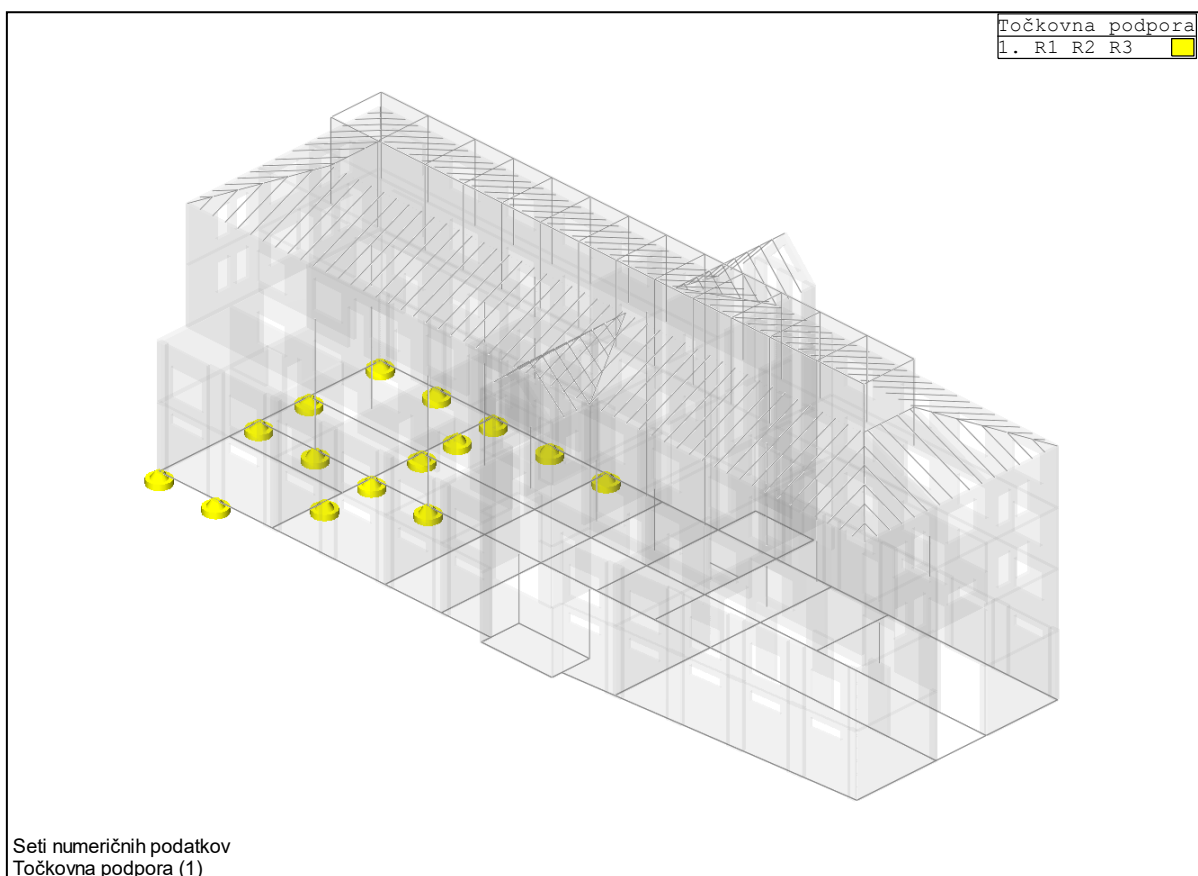 Točkovna podpora
1. R1 R2 R3
Seti numeričnih podatkov
Točkovna podpora (1)